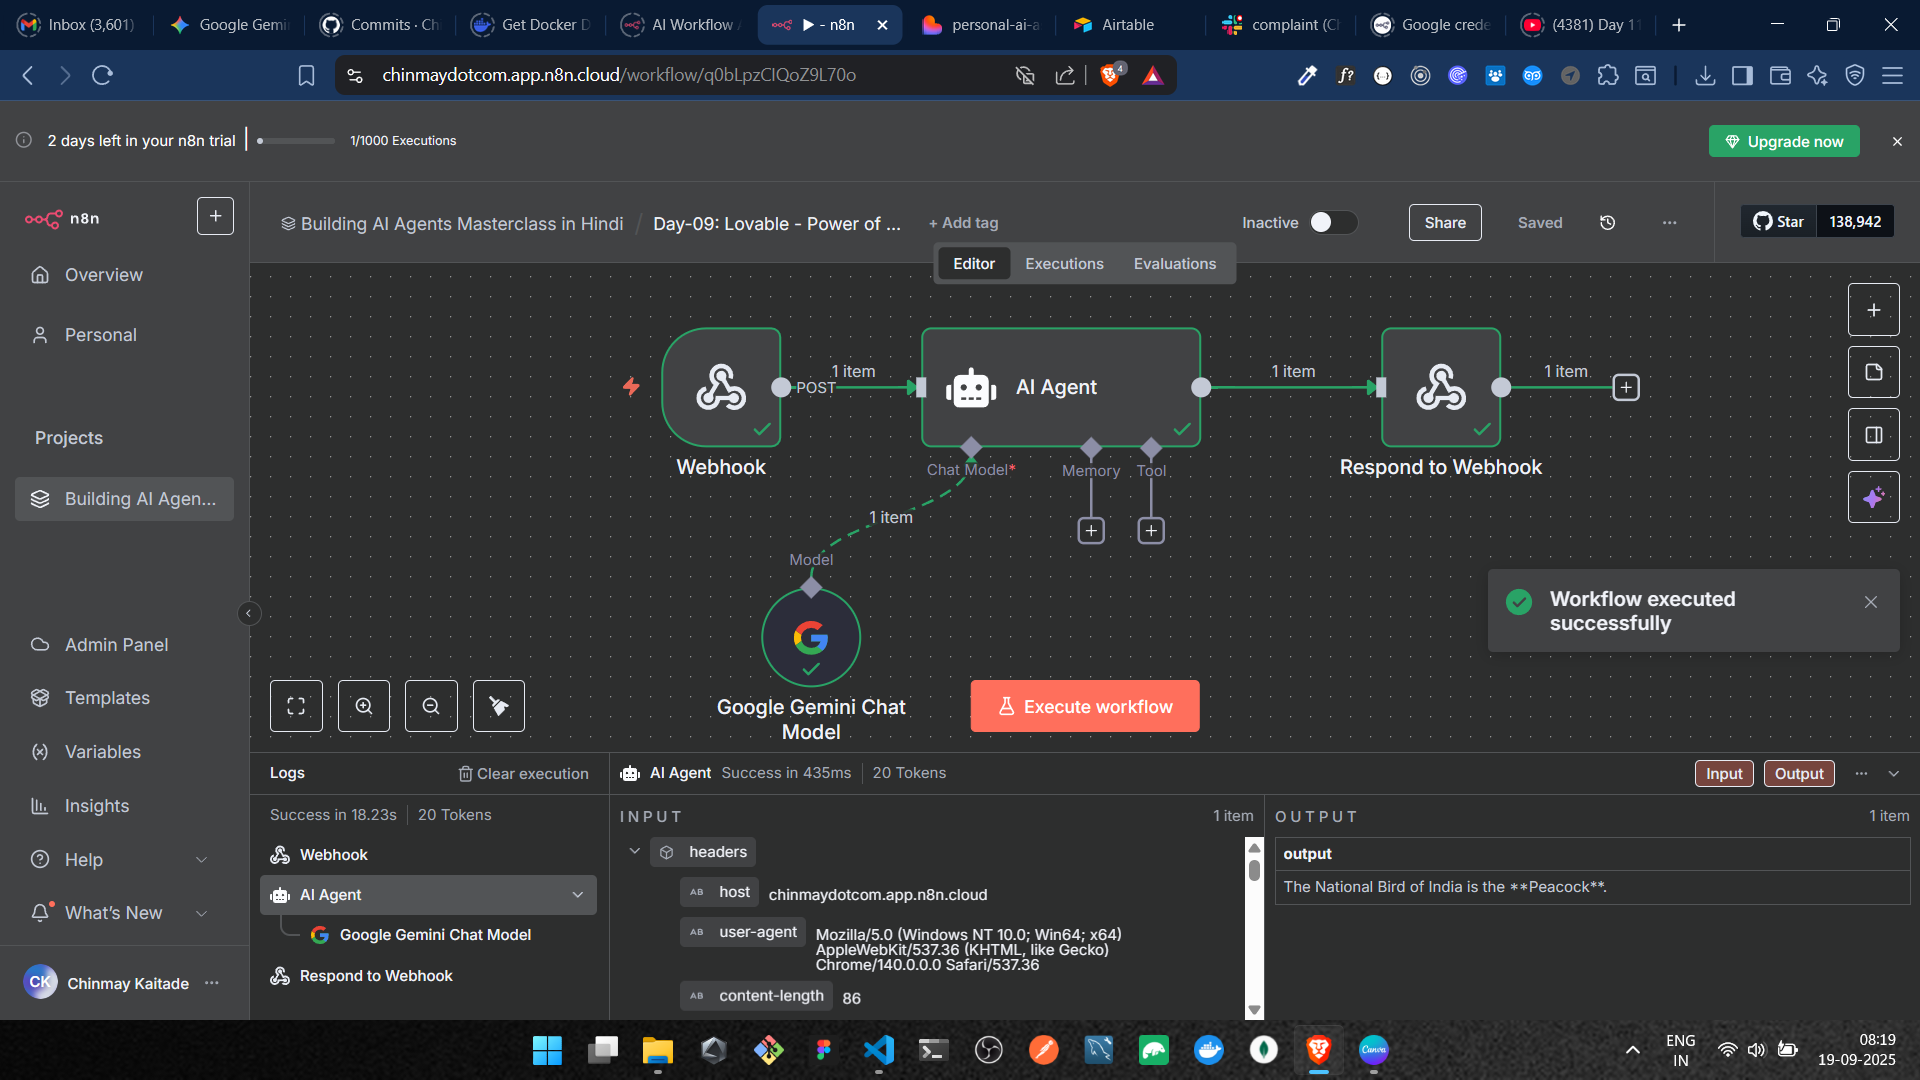 Inbox (3,601)
Google Gemi
Commits · Ch
Get Docker D
AI Workflow A
▶ - n8n
personal-ai-a
Airtable
complaint (Ch
Google crede
(4381) Day 11
chinmaydotcom.app.n8n.cloud/workflow/q0bLpzCIQoZ9L70o
4
f?
2 days left in your n8n trial
1/1000 Executions
Upgrade now
n8n
Building AI Agents Masterclass in Hindi / Day-09: Lovable - Power of ...
+ Add tag
Inactive
Share
Saved
Star
138,942
Editor
Executions
Evaluations
Overview
Personal
Projects
Building AI Agen...
Admin Panel
Templates
Variables
Insights
Help
What's New
CK
Chinmay Kaitade
POST
1 item
AI Agent
1 item
1 item
Webhook
Chat Model*
Memory
Tool
Respond to Webhook
1 item
Model
Google Gemini Chat
Model
Execute workflow
Workflow executed
successfully
Logs
Clear execution
AI Agent
Success in 435ms
20 Tokens
Input
Output
Success in 18.23s
20 Tokens
Webhook
AI Agent
Google Gemini Chat Model
Respond to Webhook
INPUT
1 item
headers
AB host chinmaydotcom.app.n8n.cloud
AB user-agent Mozilla/5.0 (Windows NT 10.0; Win64; x64)
AppleWebKit/537.36 (KHTML, like Gecko)
Chrome/140.0.0.0 Safari/537.36
AB content-length 86
OUTPUT
1 item
output
The National Bird of India is the **Peacock**.
Canva
ENG
IN
08:19
19-09-2025